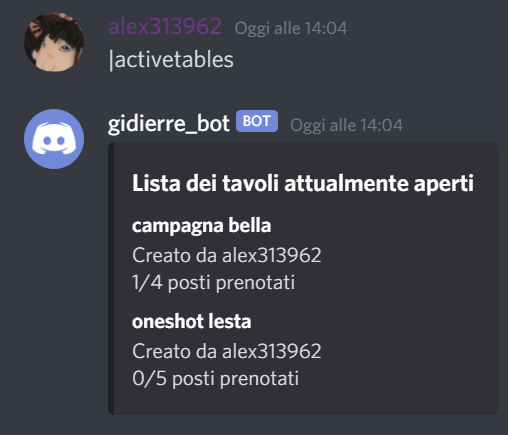 alex313962 Oggi alle 14:04
|activetables
gidierre_bot BOT Oggi alle 14:04
Lista dei tavoli attualmente aperti
campagna bella
Creato da alex313962
1/4 posti prenotati
oneshot lesta
Creato da alex313962
0/5 posti prenotati